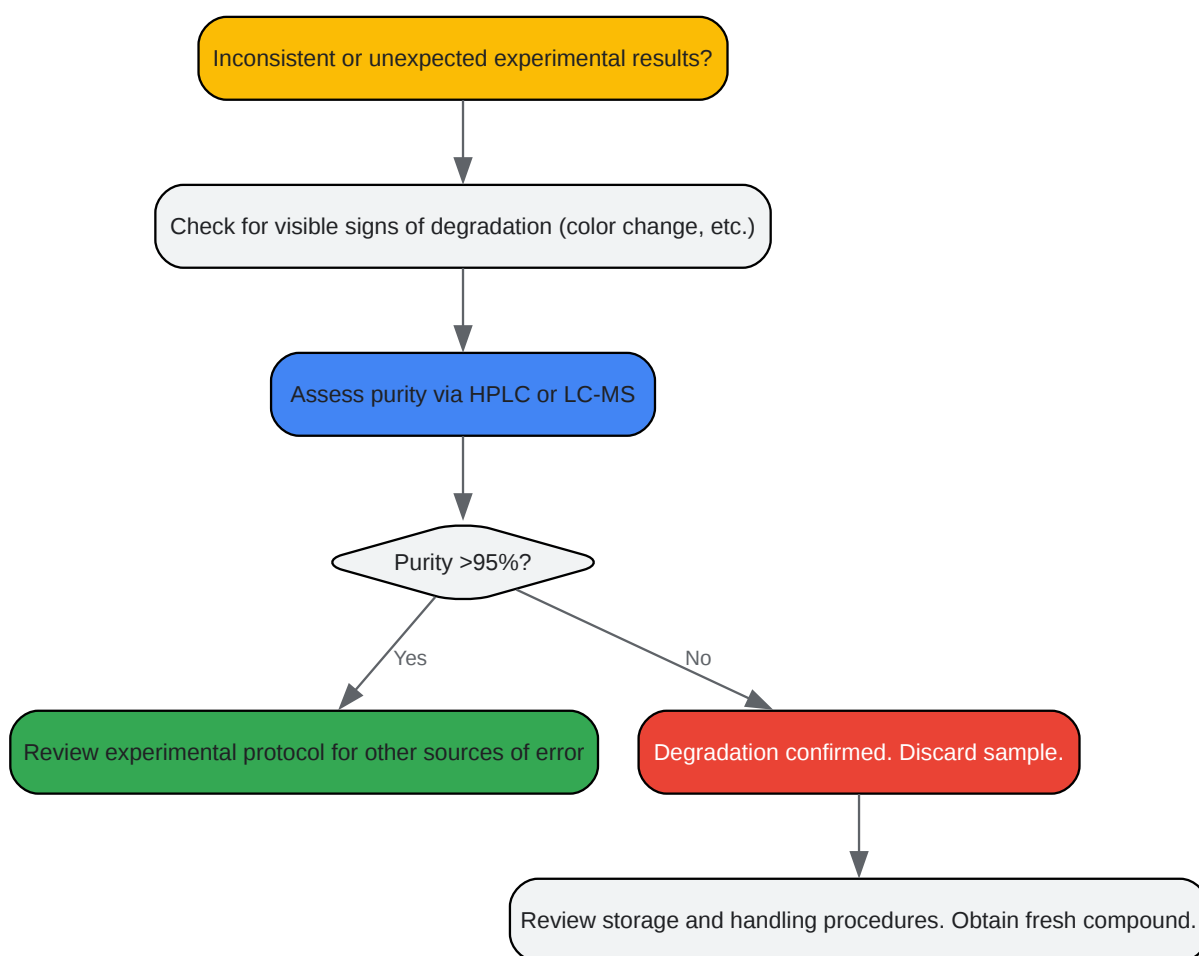 Inconsistent or unexpected experimental results?
Check for visible signs of degradation (color change, etc.)
Assess purity via HPLC or LC-MS
Purity >95%?
Yes
No
Review experimental protocol for other sources of error
Degradation confirmed. Discard sample.
Review storage and handling procedures. Obtain fresh compound.